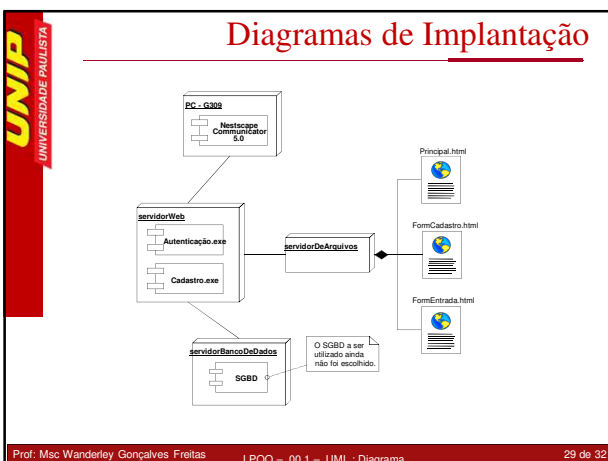 UNIP
UNIVERSIDADE PAULISTA
Diagramas de Implantação
PC - G309
Nestscape
Communicator
5.0
Principal.html
servidorWeb
Autenticação.exe
Cadastro.exe
servidorDeArquivos
FormCadastro.html
FormEntrada.html
servidorBancoDeDados
SGBD
O SGBD a ser
utilizado ainda
não foi escolhido.
Prof: Msc Wanderley Gonçalves Freitas
LPOO – 00.1 – UML : Diagrama
29 de 32